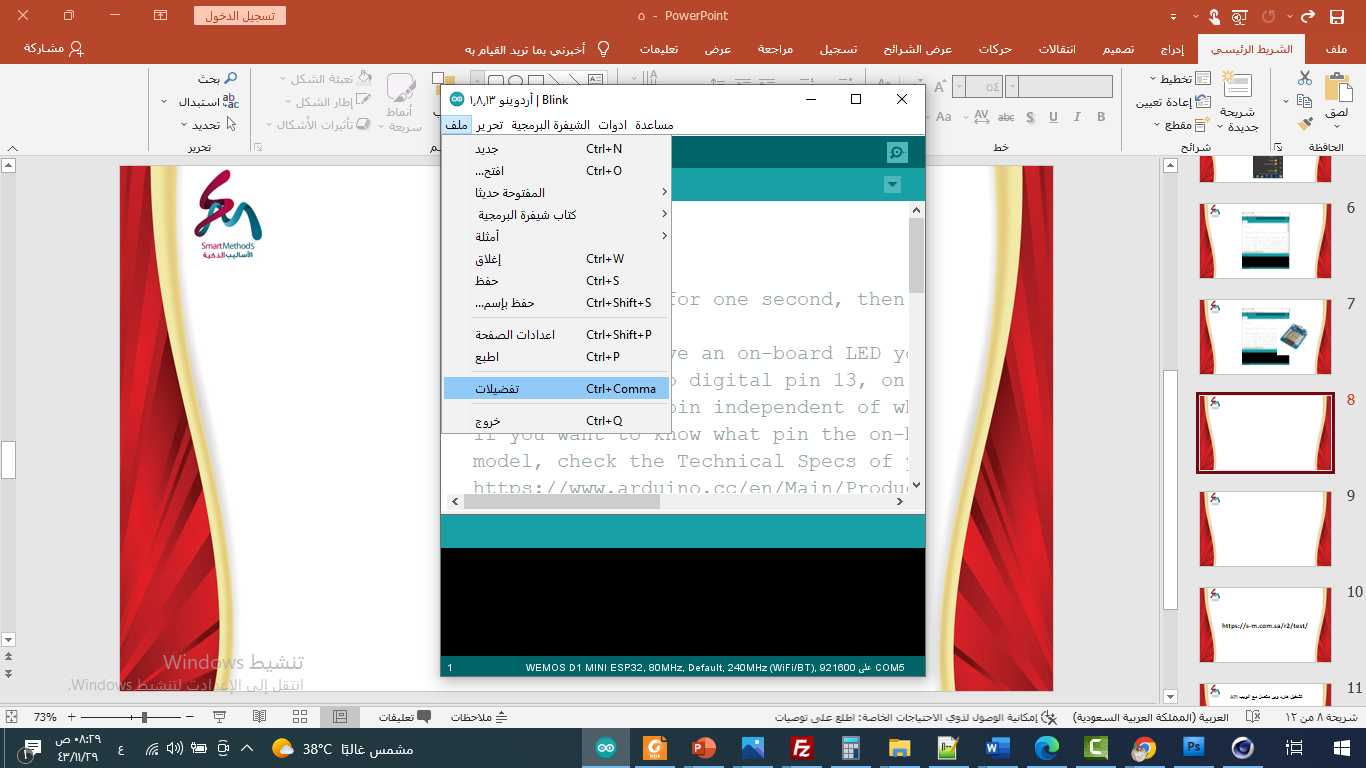 تسجيل الدخول
٥ - PowerPoint
ملف
الشريط الرئيسي
إدراج
تصميم
انتقالات
حركات
عرض الشرائح
تسجيل
مراجعة
عرض
تعليمات
أخبرني بما تريد القيام به
مشاركة
لصق
الحافظة
شريحة جديدة
تخطيط
إعادة تعيين
مقطع
شرائح
٥٤
B I U S abc AV Aa
خط
أنماط سريعة
تعبئة الشكل
إطار الشكل
تأثيرات الأشكال
بحث
استبدال
تحديد
تحرير
Blink | أردوينو ١,٨,١٣
ملف تحرير الشيفرة البرمجية ادوات مساعدة
جديد Ctrl+N
افتح... Ctrl+O
المفتوحة حديثا
كتاب شيفرة البرمجية
أمثلة
إغلاق Ctrl+W
حفظ Ctrl+S
حفظ بإسم... Ctrl+Shift+S
اعدادات الصفحة Ctrl+Shift+P
اطبع Ctrl+P
تفضيلات Ctrl+Comma
خروج Ctrl+Q
for one second, then
an on-board LED
digital pin 13, on
independent of
If you want to know what pin the
model, check the Technical Specs of
https://www.arduino.cc/en/Main/Produ
1
WEMOS D1 MINI ESP32, 80MHz, Default, 240MHz (WiFi/BT), 921600 على COM5
SmartMethodS
الأساليب الذكية
6
7
8
9
10
https://s-m.com.sa/r2/test/
11
تنشيط Windows
انتقل إلى الإعدادات لتنشيط Windows.
شريحة ٨ من ١٢
العربية (المملكة العربية السعودية)
إمكانية الوصول لذوي الاحتياجات الخاصة: اطلع على توصيات
ملاحظات
تعليقات
73%
٠٨:٢٩ ص
٤٣/١١/٢٩
ع
38°C مشمس غالبًا